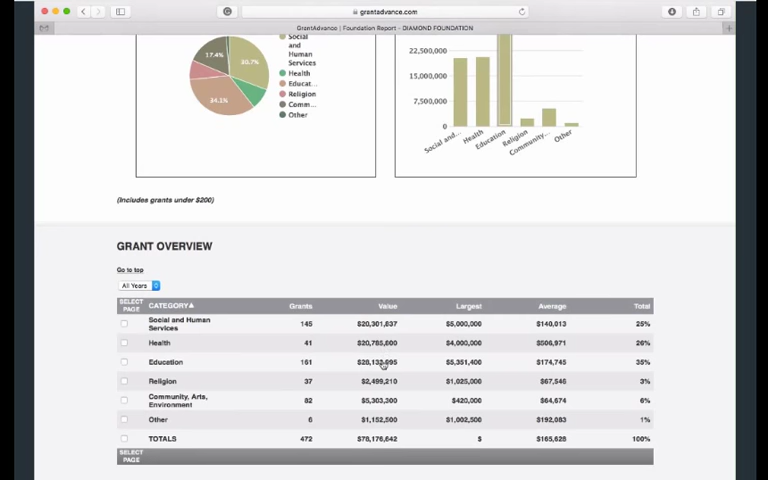 grantadvance.com
GrantAdvance | Foundation Report - DIAMOND FOUNDATION
17.4%
30.7%
34.1%
Social
and
Human
Services
Health
Educat...
Religion
Comm...
Other
22,500,000
15,000,000
7,500,000
0
Social and...
Health
Education
Religion
Community...
Other
(Includes grants under $200)
GRANT OVERVIEW
Go to top
All Years
SELECT PAGE CATEGORY Grants Value Largest Average Total
Social and Human Services 145 $20,301,837 $5,000,000 $140,013 25%
Health 41 $20,785,600 $4,000,000 $506,971 26%
Education 161 $28,133,995 $5,351,400 $174,745 35%
Religion 37 $2,499,210 $1,025,000 $67,546 3%
Community, Arts, Environment 82 $5,303,300 $420,000 $64,674 6%
Other 6 $1,152,500 $1,002,500 $192,083 1%
TOTALS 472 $78,176,642 $ $165,628 100%
SELECT PAGE